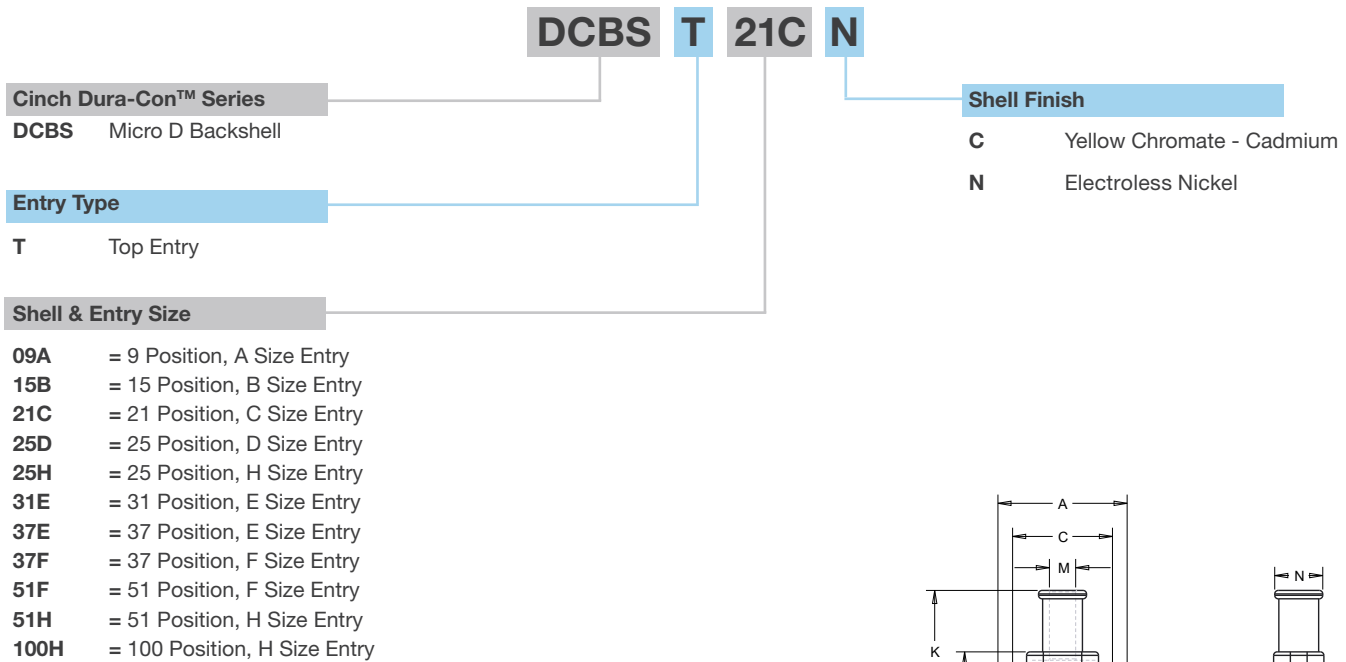 DCBS T 21C N
Cinch Dura-Con™ Series
DCBS Micro D Backshell
Entry Type
T Top Entry
Shell & Entry Size
09A = 9 Position, A Size Entry
15B = 15 Position, B Size Entry
21C = 21 Position, C Size Entry
25D = 25 Position, D Size Entry
25H = 25 Position, H Size Entry
31E = 31 Position, E Size Entry
37E = 37 Position, E Size Entry
37F = 37 Position, F Size Entry
51F = 51 Position, F Size Entry
51H = 51 Position, H Size Entry
100H = 100 Position, H Size Entry
Shell Finish
C Yellow Chromate - Cadmium
N Electroless Nickel
A
C
M
N
K